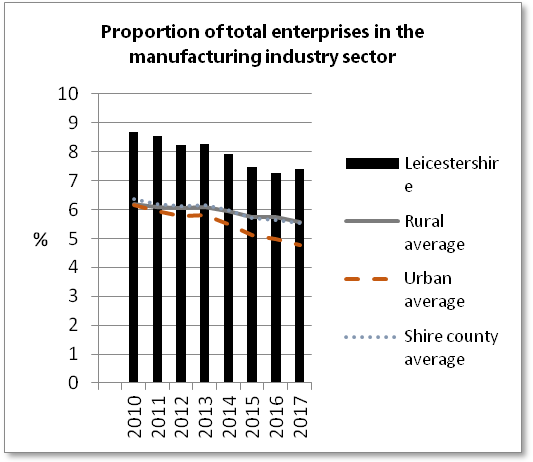 Proportion of total enterprises in the
manufacturing industry sector
10
9
8
7
6
5
4
3
2
1
0
%
2010
2011
2012
2013
2014
2015
2016
2017
Leicestershir
e
Rural
average
Urban
average
Shire county
average